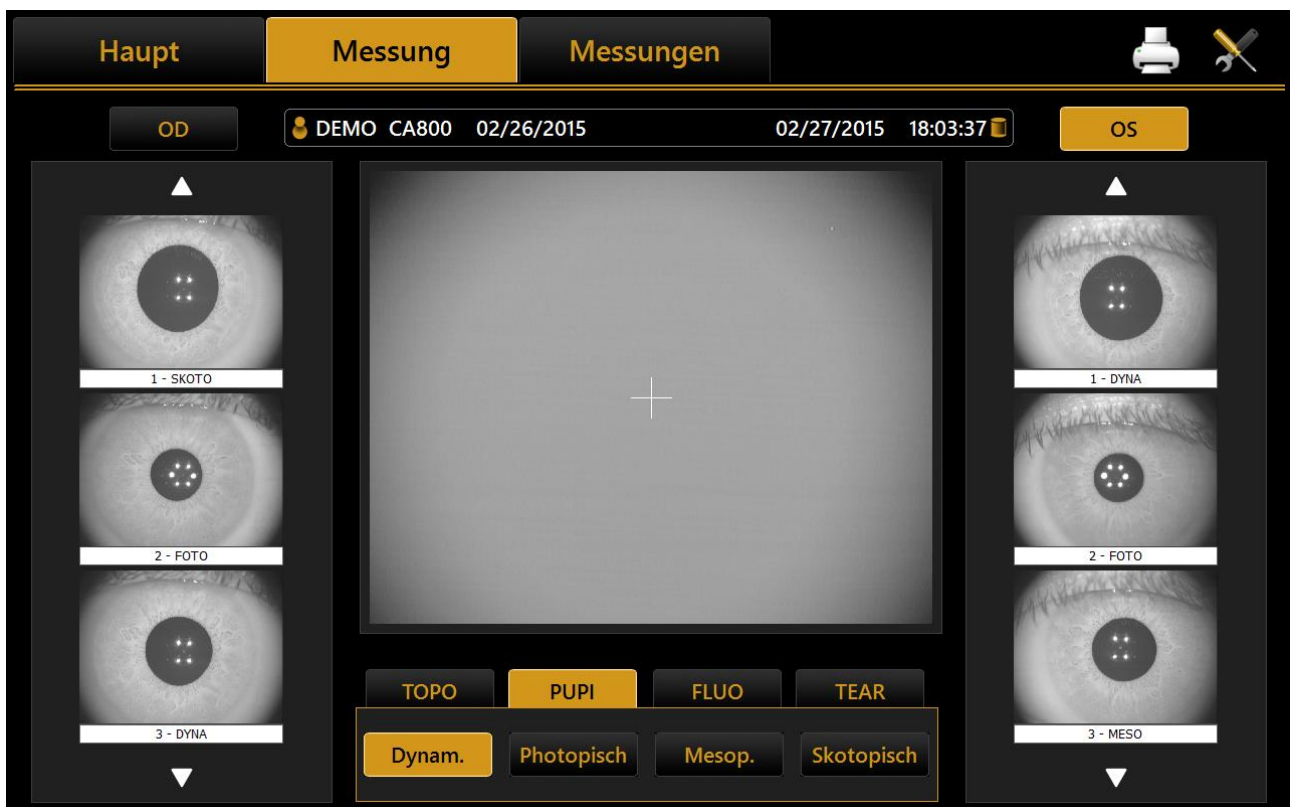 Haupt Messung Messungen
OD DEMO CA800 02/26/2015 02/27/2015 18:03:37 OS
1 - SKOTO
2 - FOTO
3 - DYNA
1 - DYNA
2 - FOTO
3 - MESO
TOPO PUPI FLUO TEAR
Dynam. Photopisch Mesop. Skotopisch